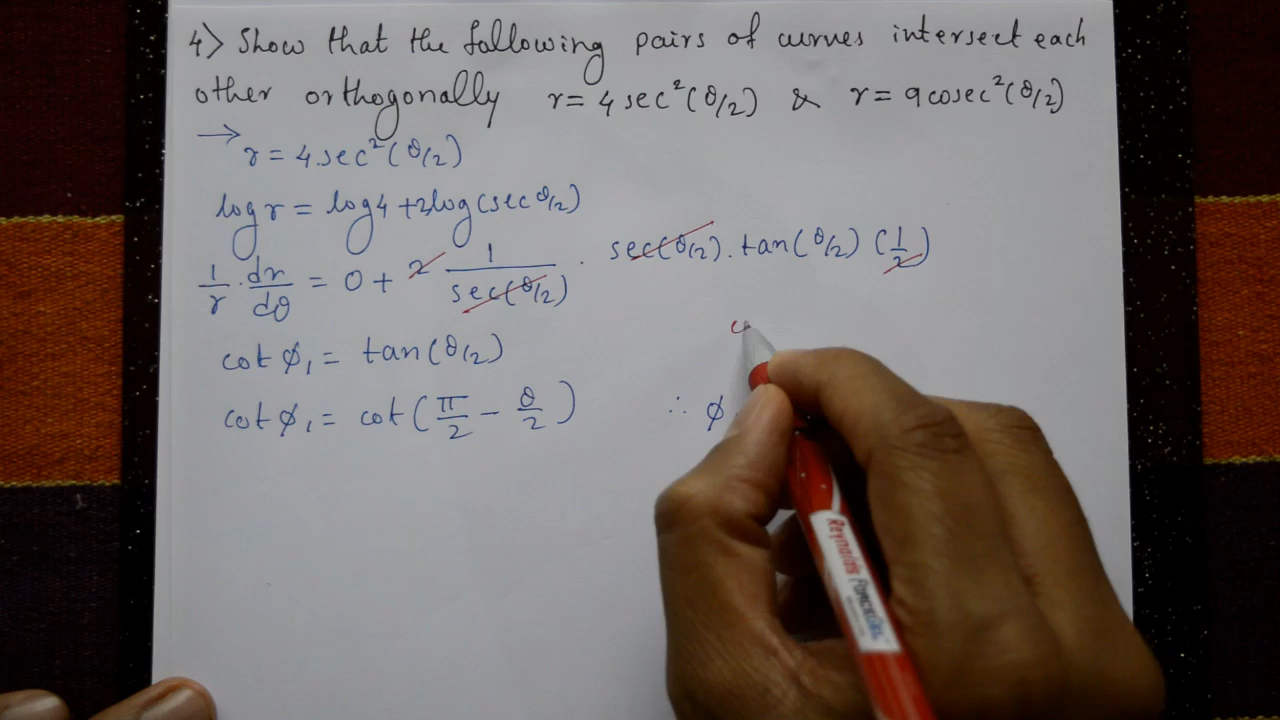 4) Show that the following pairs of curves intersect each
other orthogonally r = 4 sec²(θ/2) & r = 9 cosec²(θ/2)
→ r = 4 sec²(θ/2)
log r = log 4 + 2 log (sec θ/2)
1/r . dr/dθ = 0 + 2 1/sec(θ/2) . sec(θ/2) . tan(θ/2) (1/2)
cot ϕ₁ = tan(θ/2)
cot ϕ₁ = cot (π/2 − θ/2) ∴ ϕ
Reynolds